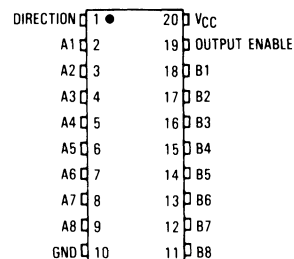 DIRECTION 1 20 VCC
A1 2 19 OUTPUT ENABLE
A2 3 18 B1
A3 4 17 B2
A4 5 16 B3
A5 6 15 B4
A6 7 14 B5
A7 8 13 B6
A8 9 12 B7
GND 10 11 B8